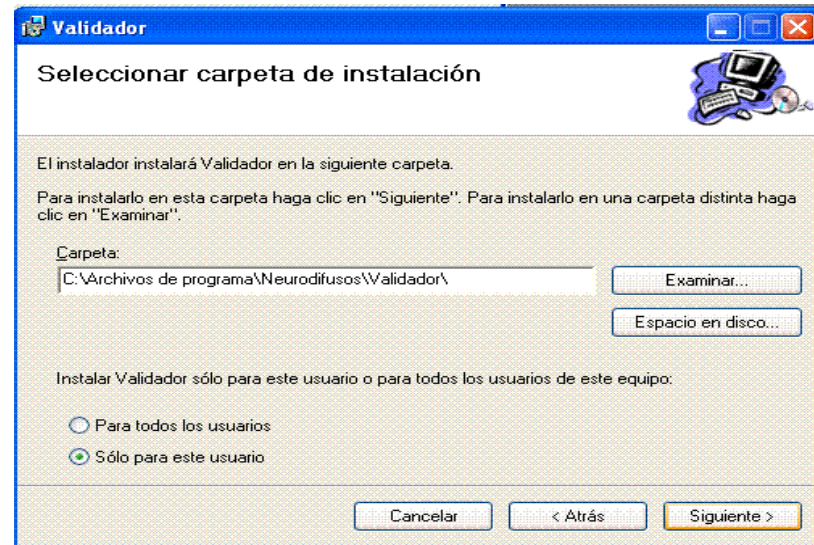 Validador
Seleccionar carpeta de instalación
El instalador instalará Validador en la siguiente carpeta.
Para instalarlo en esta carpeta haga clic en "Siguiente". Para instalarlo en una carpeta distinta haga
clic en "Examinar".
Carpeta:
C:\Archivos de programa\Neurodifusos\Validador\
Examinar...
Espacio en disco...
Instalar Validador sólo para este usuario o para todos los usuarios de este equipo:
Para todos los usuarios
Sólo para este usuario
Cancelar
< Atrás
Siguiente >